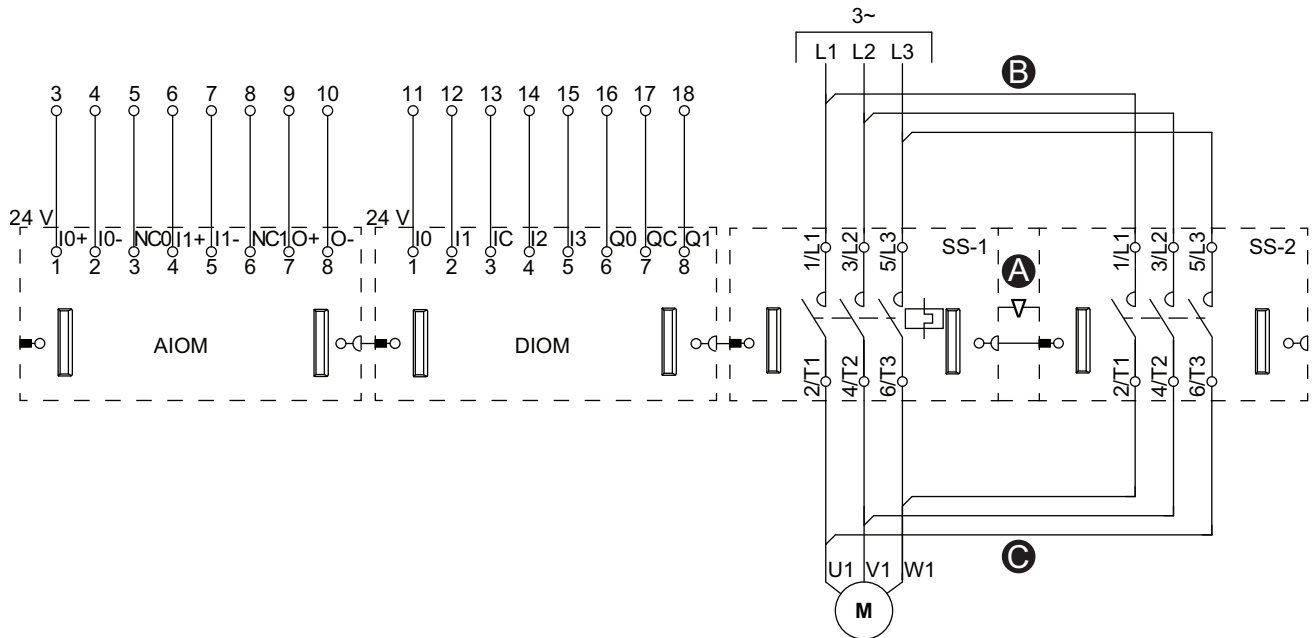 3~
L1 L2 L3
B
3 4 5 6 7 8 9 10
11 12 13 14 15 16 17 18
24 V
I0+ I0- NC0 I1+ I1- NC1 O+ O-
1 2 3 4 5 6 7 8
24 V
I0 I1 IC I2 I3 Q0 QC Q1
1 2 3 4 5 6 7 8
1/L1 3/L2 5/L3
SS-1
A
1/L1 3/L2 5/L3
SS-2
AIOM
DIOM
2/T1 4/T2 6/T3
2/T1 4/T2 6/T3
C
U1 V1 W1
M